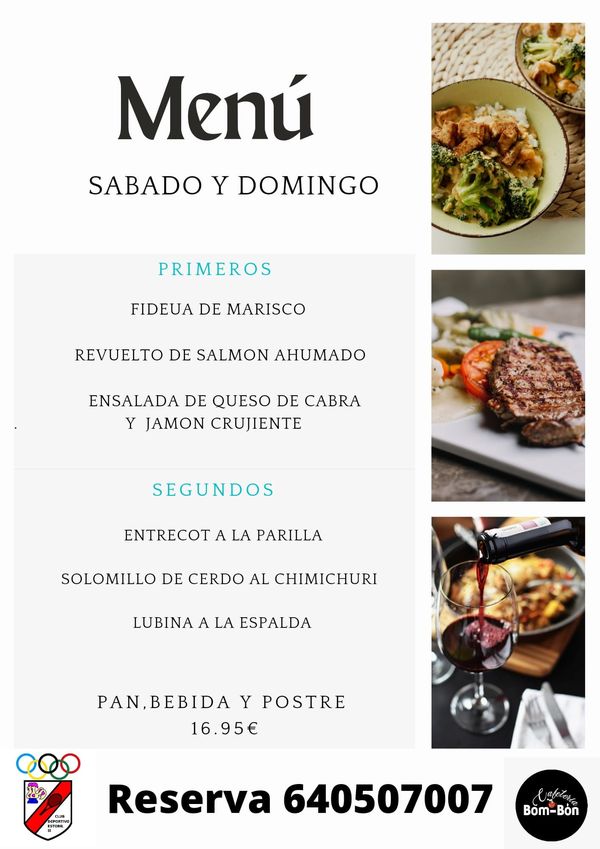 Menú
SABADO Y DOMINGO
PRIMEROS
FIDEUA DE MARISCO
REVUELTO DE SALMON AHUMADO
ENSALADA DE QUESO DE CABRA
Y JAMON CRUJIENTE
.
SEGUNDOS
ENTRECOT A LA PARILLA
SOLOMILLO DE CERDO AL CHIMICHURI
LUBINA A LA ESPALDA
PAN,BEBIDA Y POSTRE
16.95€
CLUB
DEPORTIVO
ESTORIL
II
Reserva 640507007
Cafetería
Bom-Bón